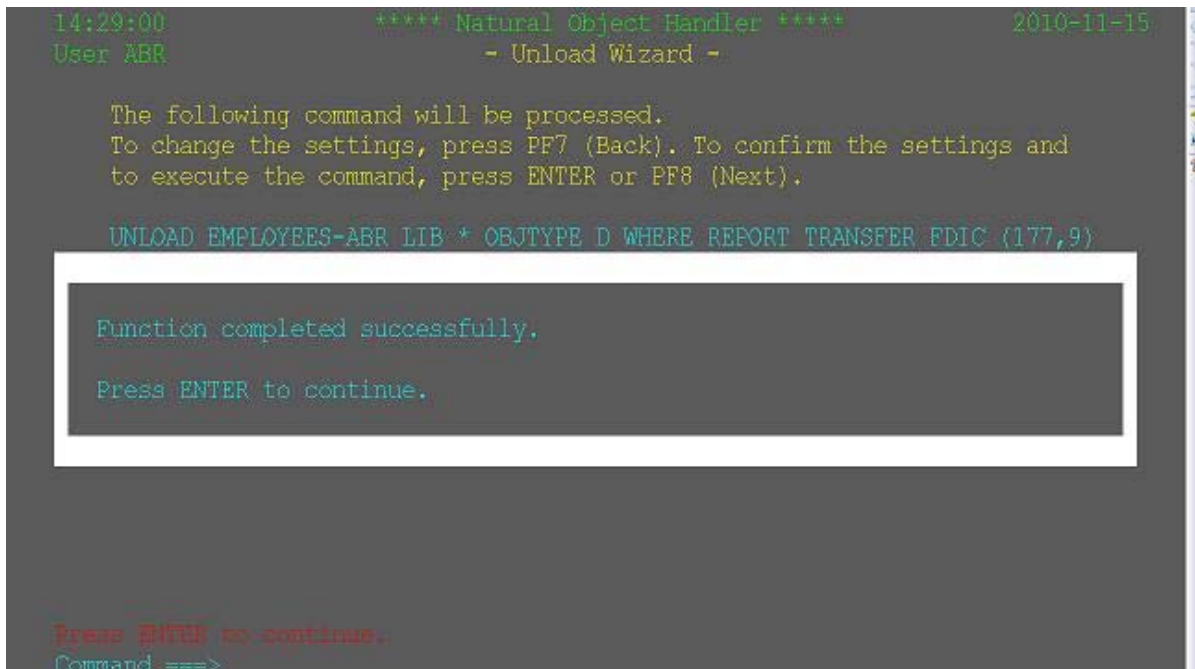 14:29:00 ***** Natural Object Handler ***** 2010-11-15
User ABR - Unload Wizard -
The following command will be processed.
To change the settings, press PF7 (Back). To confirm the settings and
to execute the command, press ENTER or PF8 (Next).
UNLOAD EMPLOYEES-ABR LIB * OBJTYPE D WHERE REPORT TRANSFER FDIC (177,9)
Function completed successfully.
Press ENTER to continue.
Press ENTER to continue.
Command ===>